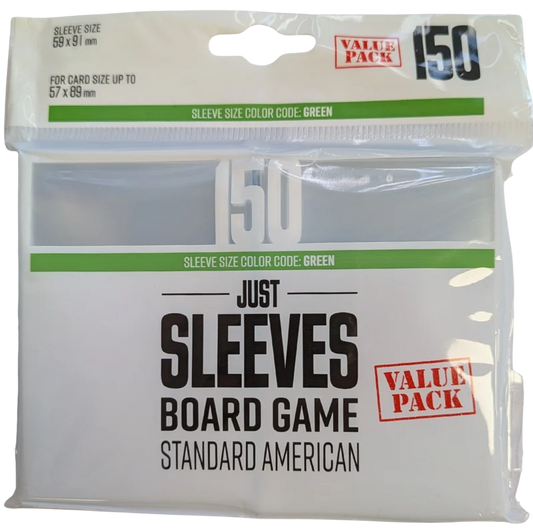 SLEEVE SIZE
59 x 91 mm
FOR CARD SIZE UP TO
57 x 89 mm
VALUE
PACK
150
SLEEVE SIZE COLOR CODE: GREEN
150
SLEEVE SIZE COLOR CODE: GREEN
JUST
SLEEVES
BOARD GAME
STANDARD AMERICAN
VALUE
PACK